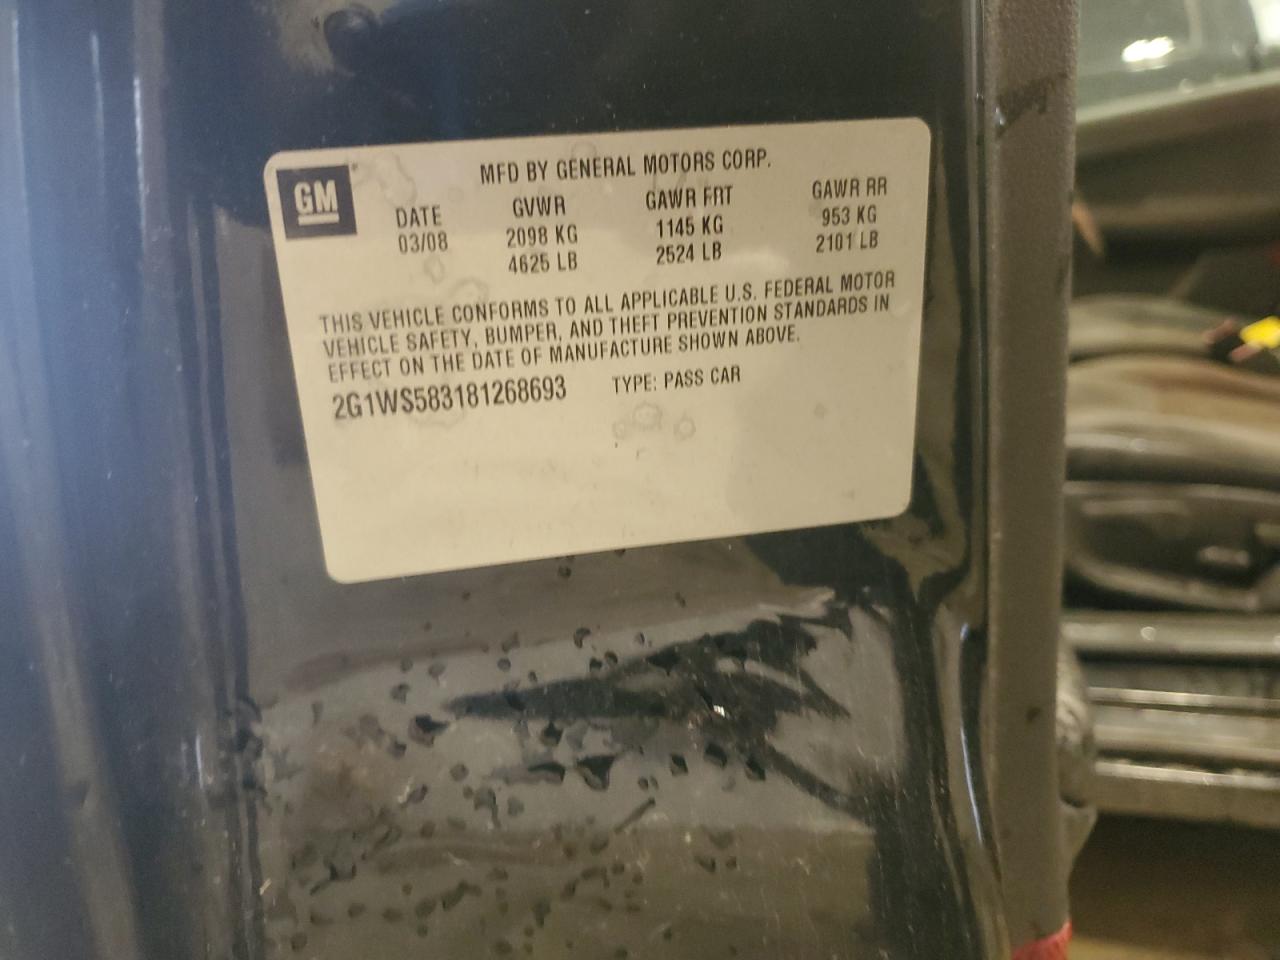 GM
MFD BY GENERAL MOTORS CORP.
DATE GVWR GAWR FRT GAWR RR
03/08 2098 KG 1145 KG 953 KG
4625 LB 2524 LB 2101 LB
THIS VEHICLE CONFORMS TO ALL APPLICABLE U.S. FEDERAL MOTOR
VEHICLE SAFETY, BUMPER, AND THEFT PREVENTION STANDARDS IN
EFFECT ON THE DATE OF MANUFACTURE SHOWN ABOVE.
2G1WS583181268693 TYPE: PASS CAR